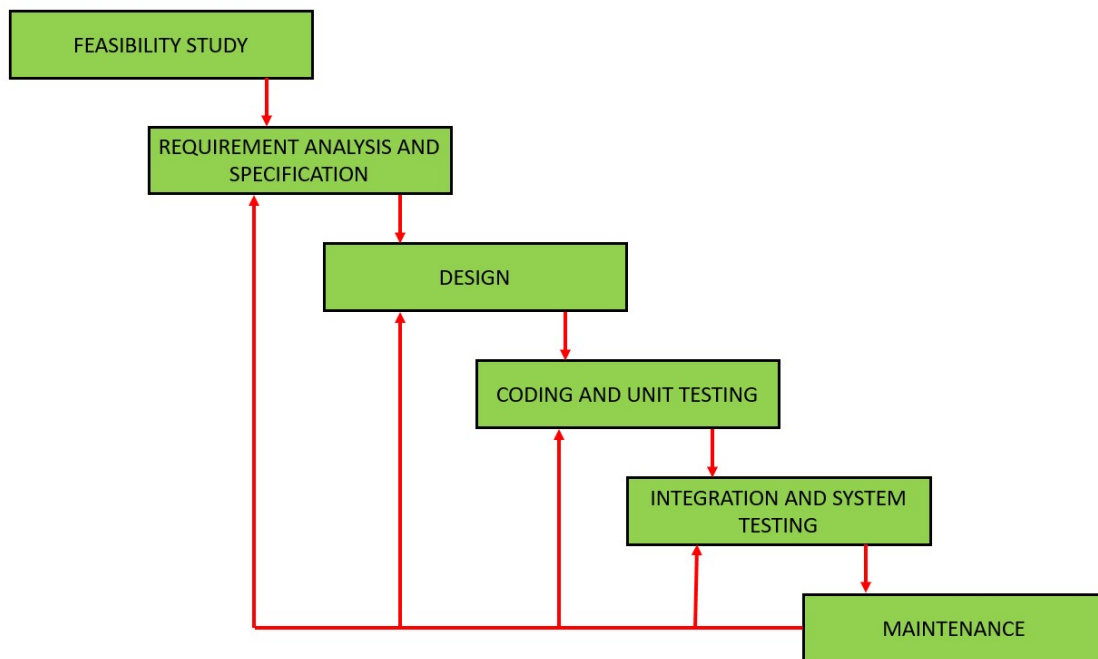 FEASIBILITY STUDY
REQUIREMENT ANALYSIS AND
SPECIFICATION
DESIGN
CODING AND UNIT TESTING
INTEGRATION AND SYSTEM
TESTING
MAINTENANCE